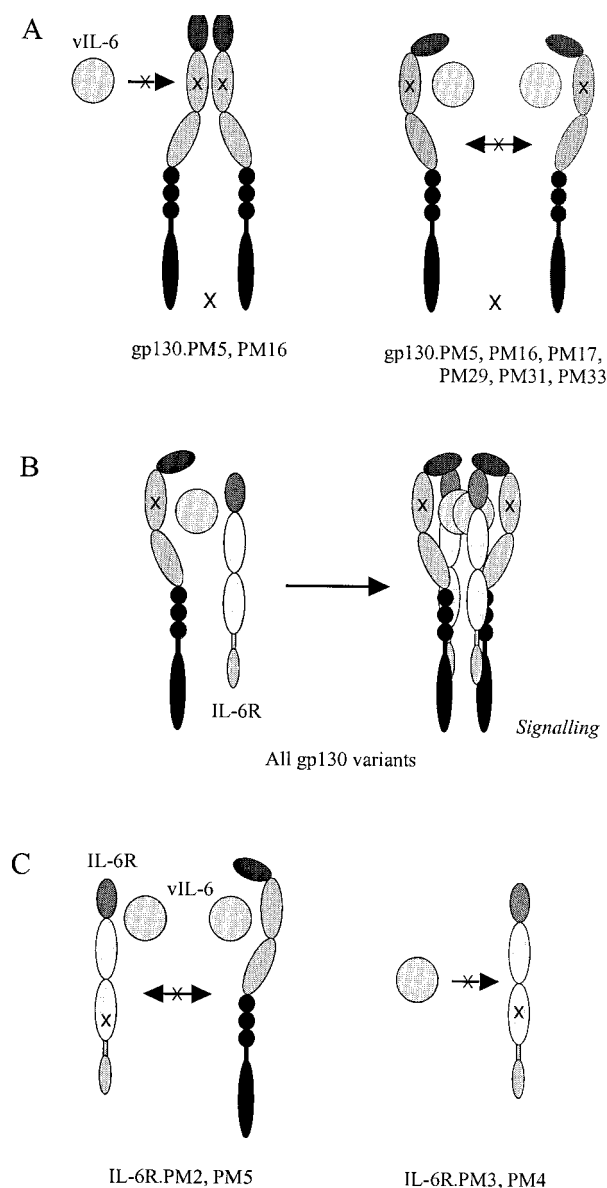 A
vIL-6
X
X X
X X
X
X X
gp130.PM5, PM16
gp130.PM5, PM16, PM17,
PM29, PM31, PM33
B
X
X X
IL-6R
Signalling
All gp130 variants
C
IL-6R
vIL-6
X
X
X
X
IL-6R.PM2, PM5
IL-6R.PM3, PM4